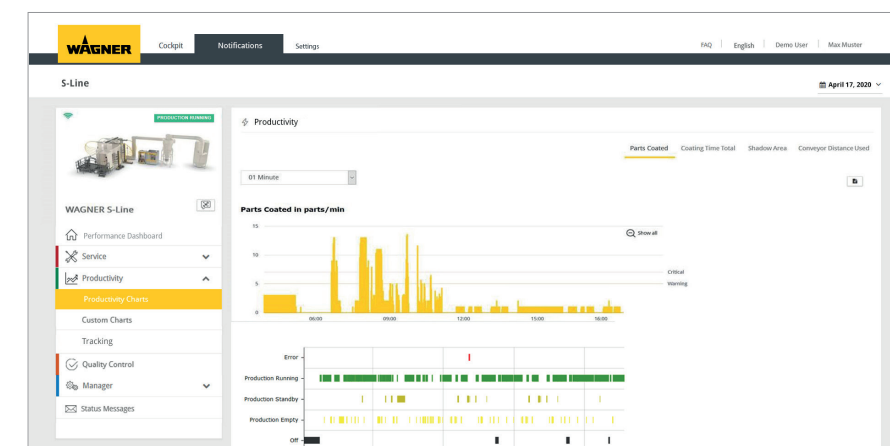 WAGNER
Cockpit
Notifications
Settings
FAQ
English
Demo User
Max Muster
S-Line
April 17, 2020
PRODUCTION RUNNING
WAGNER S-Line
Performance Dashboard
Service
Productivity
Productivity Charts
Custom Charts
Tracking
Quality Control
Manager
Status Messages
Productivity
Parts Coated
Coating Time Total
Shadow Area
Conveyor Distance Used
01 Minute
Parts Coated in parts/min
Show all
15
10
5
0
Critical
Warning
06:00
09:00
12:00
15:00
16:00
Error
Production Running
Production Standby
Production Empty
Off